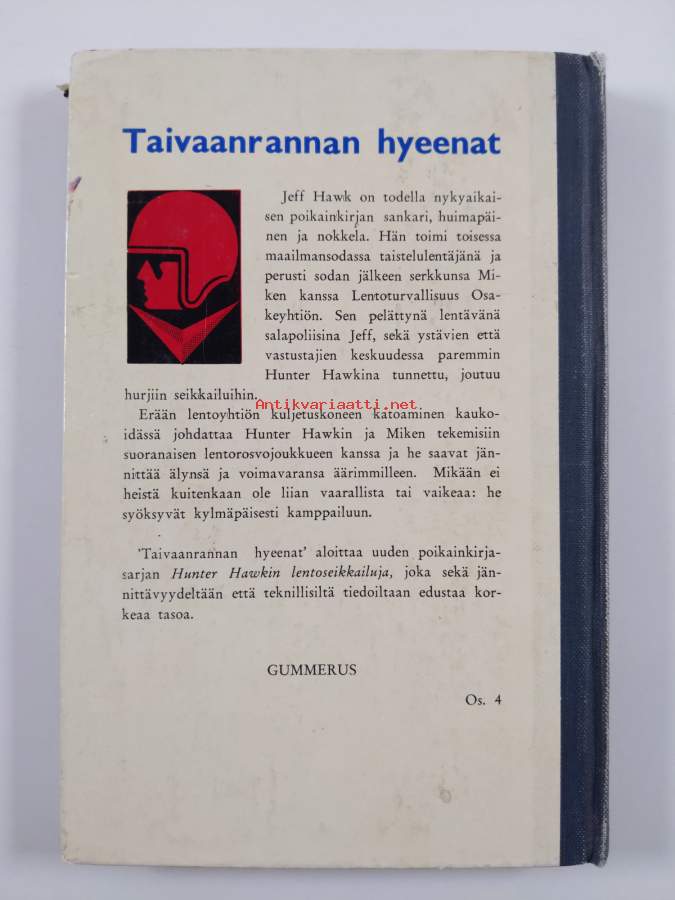 Taivaanrannan hyeenat
Jeff Hawk on todella nykyaikai-
sen poikainkirjan sankari, huimapäi-
nen ja nokkela. Hän toimi toisessa
maailmansodassa taistelulentäjänä ja
perusti sodan jälkeen serkkunsa Mi-
ken kanssa Lentoturvallisuus Osa-
keyhtiön. Sen pelättynä lentävänä
salapoliisina Jeff, sekä ystävien että
vastustajien keskuudessa paremmin
Hunter Hawkina tunnettu, joutuu
hurjiin seikkailuihin.
Antikvariaatti.net
Erään lentoyhtiön kuljetuskoneen katoaminen kauko-
idässä johdattaa Hunter Hawkin ja Miken tekemisiin
suoranaisen lentorosvojoukkueen kanssa ja he saavat jän-
nittää älynsä ja voimavaransa äärimmilleen. Mikään ei
heistä kuitenkaan ole liian vaarallista tai vaikeaa: he
syöksyvät kylmäpäisesti kamppailuun.
'Taivaanrannan hyeenat' aloittaa uuden poikainkirja-
sarjan Hunter Hawkin lentoseikkailuja, joka sekä jän-
nittävyydeltään että teknillisiltä tiedoiltaan edustaa kor-
keaa tasoa.
GUMMERUS
Os. 4